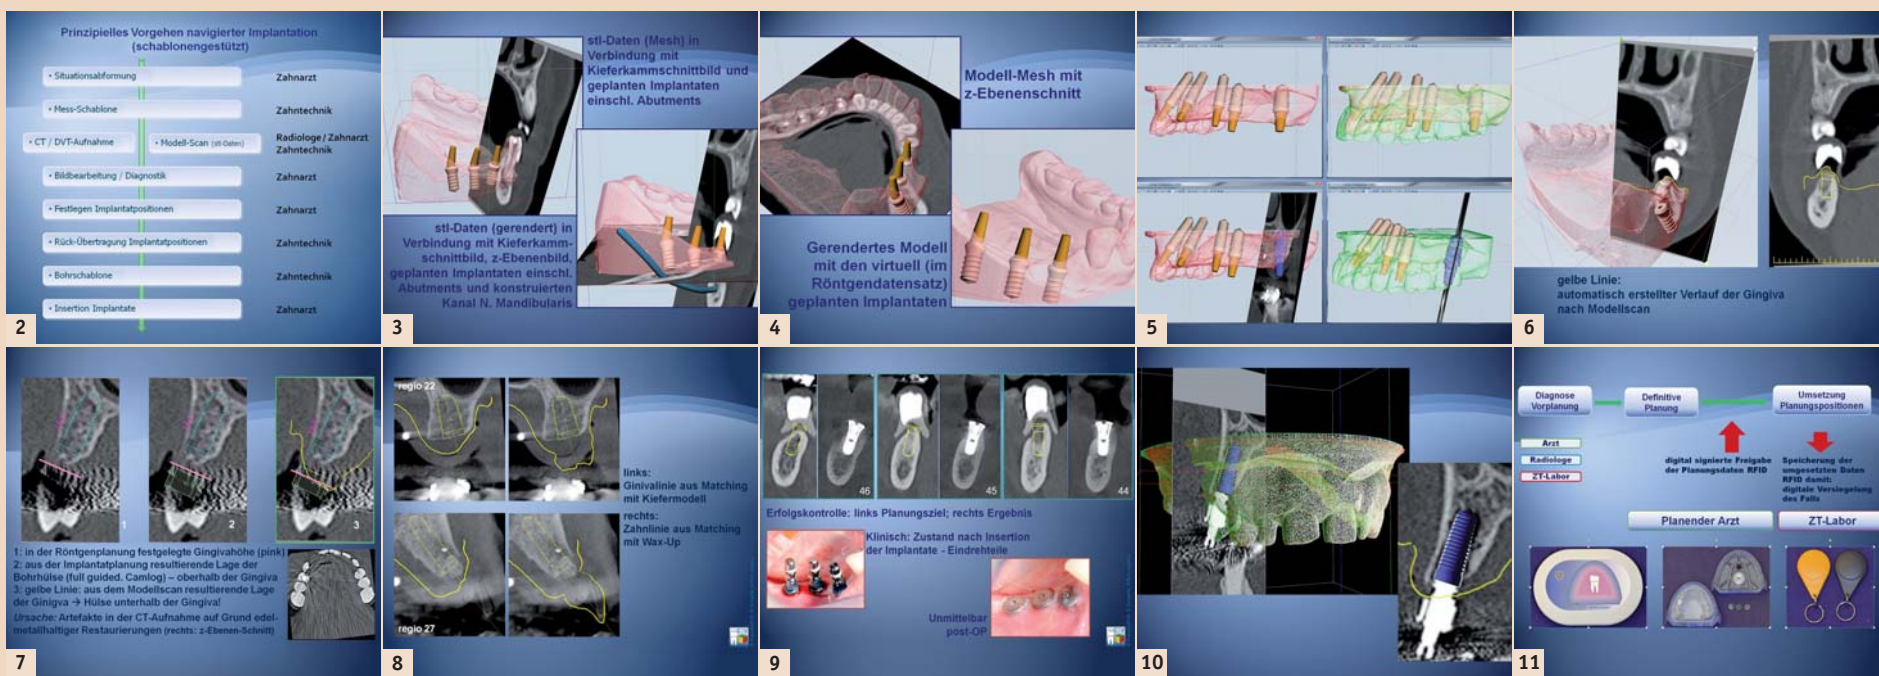 Prinzipielles Vorgehen navigierter Implantation
(schablonengestützt)
• Situationsabformung
Zahnarzt
• Mess-Schablone
Zahntechnik
• CT / DVT-Aufnahme
• Modell-Scan (stl-Daten)
Radiologe / Zahnarzt
Zahntechnik
• Bildbearbeitung / Diagnostik
Zahnarzt
• Festlegen Implantatpositionen
Zahnarzt
• Rück-Übertragung Implantatpositionen
Zahntechnik
• Bohrschablone
Zahntechnik
• Insertion Implantate
Zahnarzt
2
stl-Daten (Mesh) in
Verbindung mit
Kieferkammschnittbild und
geplanten Implantaten
einschl. Abutments
stl-Daten (gerendert) in
Verbindung mit Kieferkamm-
schnittbild, z-Ebenenbild,
geplanten Implantaten einschl.
Abutments und konstruierten
Kanal N. Mandibularis
3
Modell-Mesh mit
z-Ebenenschnitt
Gerendertes Modell
mit den virtuell (im
Röntgendatensatz)
geplanten Implantaten
4
5
gelbe Linie:
automatisch erstellter Verlauf der Gingiva
nach Modellscan
6
1
2
3
1: in der Röntgenplanung festgelegte Gingivahöhe (pink)
2: aus der Implantatplanung resultierende Lage der
Bohrhülse (full guided. Camlog) – oberhalb der Gingiva
3: gelbe Linie: aus dem Modellscan resultierende Lage
der Ginigva → Hülse unterhalb der Gingiva!
Ursache: Artefakte in der CT-Aufnahme auf Grund edel-
metallhaltiger Restaurierungen (rechts: z-Ebenen-Schnitt)
7
regio 22
links:
Ginivalinie aus Matching
mit Kiefermodell
rechts:
Zahnlinie aus Matching
mit Wax-Up
regio 27
8
46
45
44
Erfolgskontrolle: links Planungsziel; rechts Ergebnis
Klinisch: Zustand nach Insertion
der Implantate - Eindrehteile
Unmittelbar
post-OP
9
10
Diagnose
Vorplanung
Definitive
Planung
Umsetzung
Planungspositionen
Arzt
Radiologe
ZT-Labor
digital signierte Freigabe
der Planungsdaten RFID
Speicherung der
umgesetzten Daten
RFID damit:
digitale Versiegelung
des Falls
Planender Arzt
ZT-Labor
11